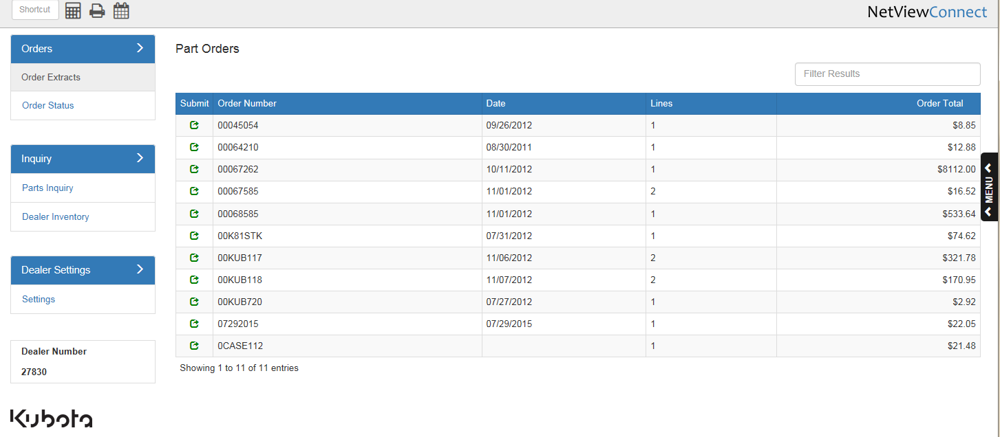 Shortcut
NetViewConnect
Orders
Order Extracts
Order Status
Inquiry
Parts Inquiry
Dealer Inventory
Dealer Settings
Settings
Dealer Number
27830
Kubota
Part Orders
Filter Results
Submit Order Number Date Lines Order Total
00045054 09/26/2012 1 $8.85
00064210 08/30/2011 1 $12.88
00067262 10/11/2012 1 $8112.00
00067585 11/01/2012 2 $16.52
00068585 11/01/2012 1 $533.64
00K81STK 07/31/2012 1 $74.62
00KUB117 11/06/2012 2 $321.78
00KUB118 11/07/2012 2 $170.95
00KUB720 07/27/2012 1 $2.92
07292015 07/29/2015 1 $22.05
0CASE112 1 $21.48
Showing 1 to 11 of 11 entries
MENU